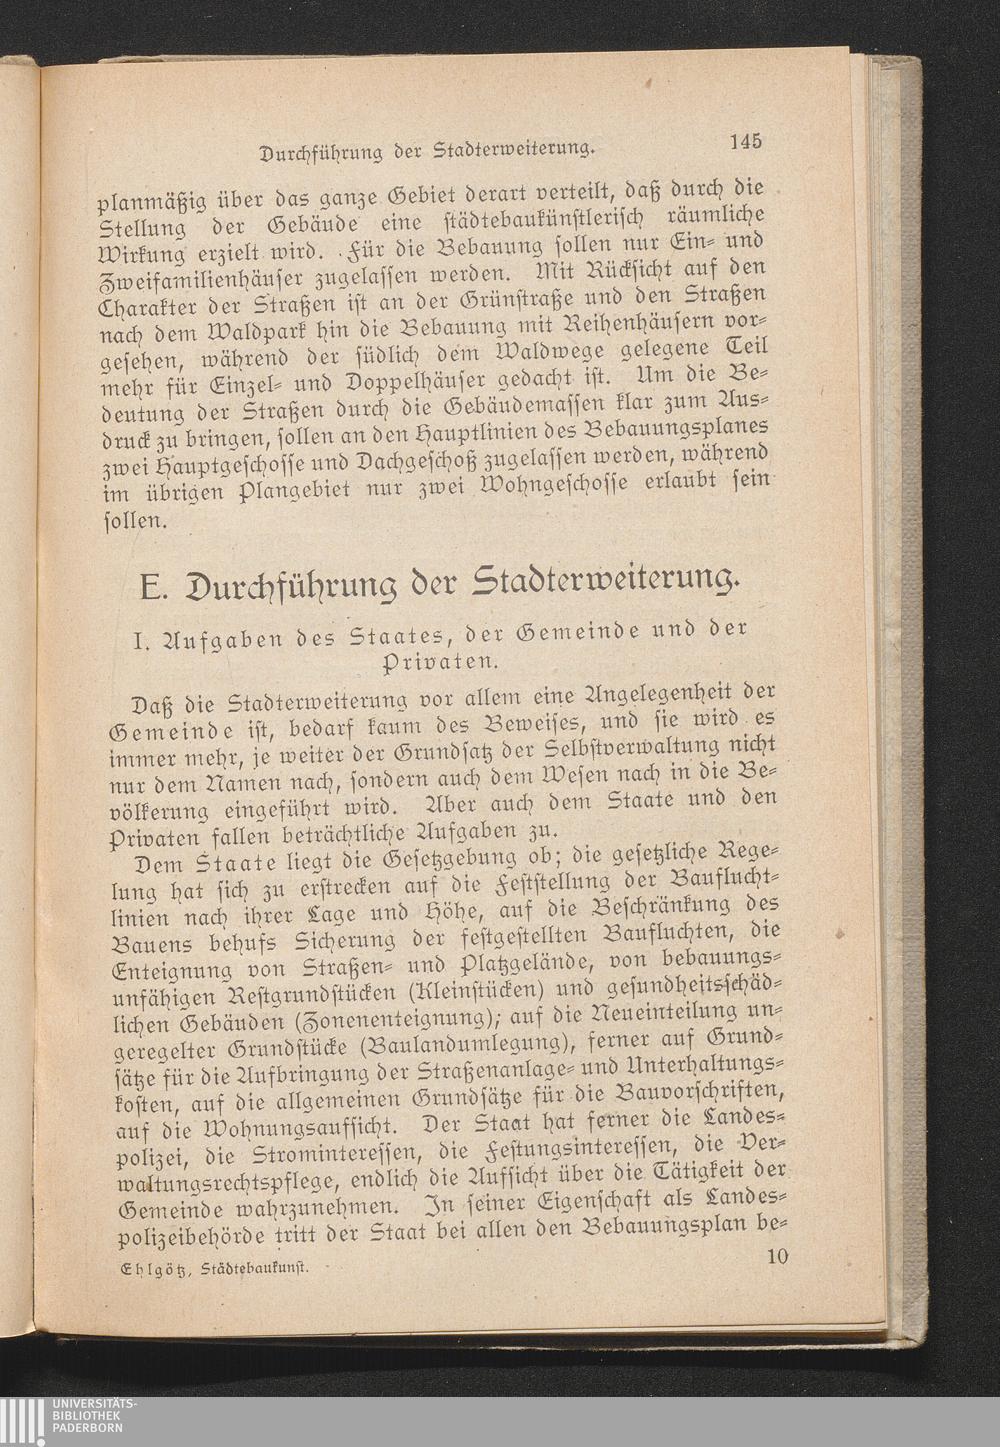 Durchführung der Stadterweiterung. 145
planmäßig über das ganze Gebiet derart verteilt, daß durch die
Stellung der Gebäude eine städtebaukünstlerisch räumliche
Wirkung erzielt wird. Für die Bebauung sollen nur Ein- und
Zweifamilienhäuser zugelassen werden. Mit Rücksicht auf den
Charakter der Straßen ist an der Grünstraße und den Straßen
nach dem Waldpark hin die Bebauung mit Reihenhäusern vor-
gesehen, während der südlich dem Waldwege gelegene Teil
mehr für Einzel- und Doppelhäuser gedacht ist. Um die Be-
deutung der Straßen durch die Gebäudemassen klar zum Aus-
druck zu bringen, sollen an den Hauptlinien des Bebauungsplanes
zwei Hauptgeschosse und Dachgeschoß zugelassen werden, während
im übrigen Plangebiet nur zwei Wohngeschosse erlaubt sein
sollen.
E. Durchführung der Stadterweiterung.
I. Aufgaben des Staates, der Gemeinde und der
Privaten.
Daß die Stadterweiterung vor allem eine Angelegenheit der
Gemeinde ist, bedarf kaum des Beweises, und sie wird es
immer mehr, je weiter der Grundsatz der Selbstverwaltung nicht
nur dem Namen nach, sondern auch dem Wesen nach in die Be-
völkerung eingeführt wird. Aber auch dem Staate und den
Privaten fallen beträchtliche Aufgaben zu.
Dem Staate liegt die Gesetzgebung ob; die gesetzliche Rege-
lung hat sich zu erstrecken auf die Feststellung der Baufluch­t-
linien nach ihrer Lage und Höhe, auf die Beschränkung des
Bauens behufs Sicherung der festgestellten Baufluchten, die
Enteignung von Straßen- und Platzgelände, von bebauungs-
unfähigen Restgrundstücken (Kleinstücken) und gesundheitsschäd-
lichen Gebäuden (Zonenenteignung); auf die Neueinteilung un-
geregelter Grundstücke (Baulandumlegung), ferner auf Grund-
sätze für die Aufbringung der Straßenanlage- und Unterhaltungs-
kosten, auf die allgemeinen Grundsätze für die Bauvorschriften,
auf die Wohnungsaufsicht. Der Staat hat ferner die Landes-
polizei, die Strominteressen, die Festungsinteressen, die Ver-
waltungsrechtspflege, endlich die Aufsicht über die Tätigkeit der
Gemeinde wahrzunehmen. In seiner Eigenschaft als Landes-
polizeibehörde tritt der Staat bei allen den Bebauungsplan be-
Ehlgötz, Städtebaukunst. 10
UNIVERSITÄTS-
BIBLIOTHEK
PADERBORN